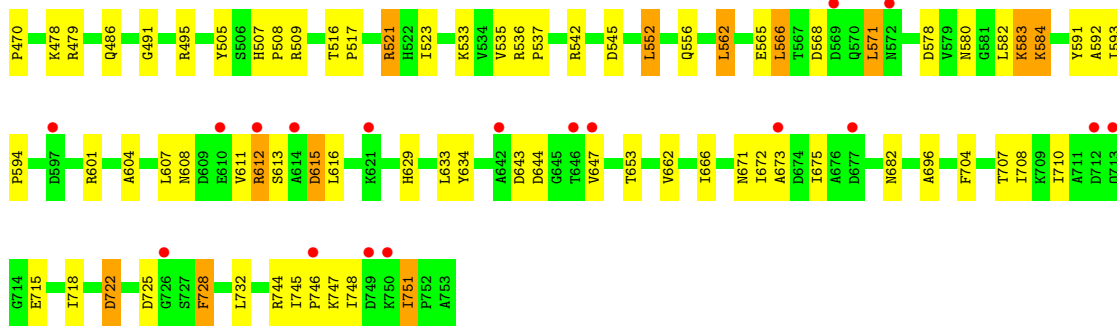 P470 K478 R479 Q486 G491 R495 Y505 S506 H507 P508 R509 T516 P517 R521 H522 I523 K533 V534 V535 R536 P537 R542 D545 L552 Q556 L562 E565 L566 T567 D568 D569 Q570 L571 N572 D578 V579 N580 G581 L582 K583 K584 Y591 A592 I593
P594 D597 R601 A604 L607 N608 D609 E610 V611 R612 S613 A614 D615 L616 K621 H629 L633 Y634 A642 D643 D644 G645 T646 V647 T653 V662 I666 N671 I672 A673 D674 I675 A676 D677 N682 A696 F704 T707 I708 K709 I710 A711 D712 Q713
G714 E715 I718 D722 D725 G726 S727 F728 L732 R744 I745 P746 K747 I748 D749 K750 I751 P752 A753